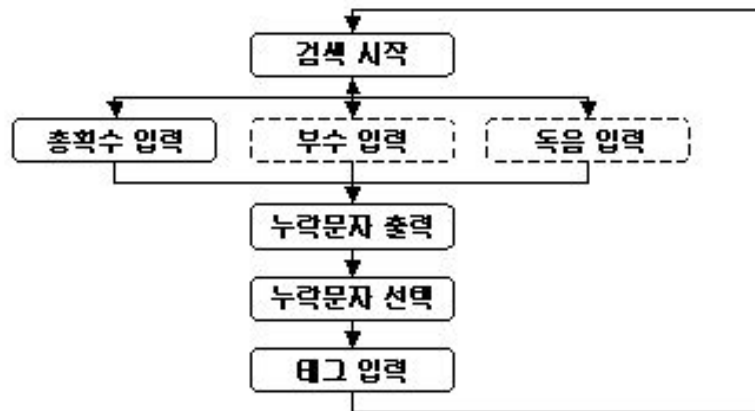 검색 시작
총획수 입력
부수 입력
독음 입력
누락문자 출력
누락문자 선택
태그 입력